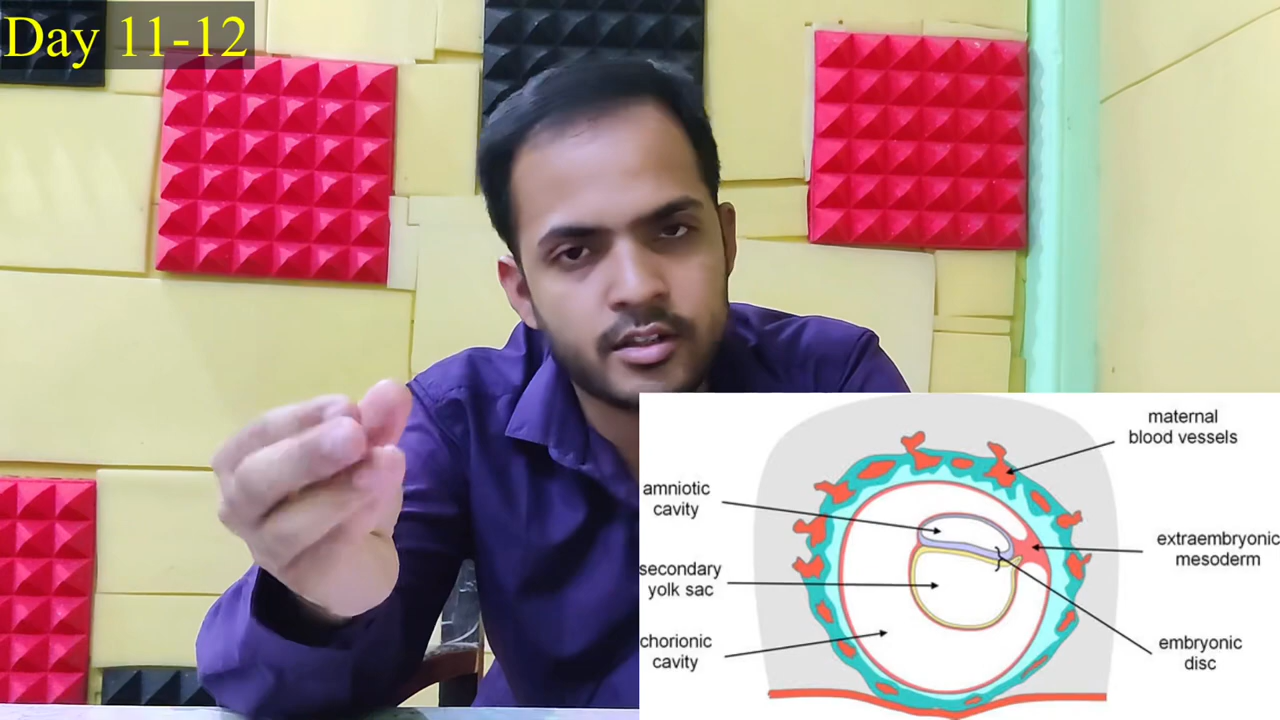 Day 11-12
maternal
blood vessels
amniotic
cavity
extraembryonic
mesoderm
secondary
yolk sac
chorionic
cavity
embryonic
disc